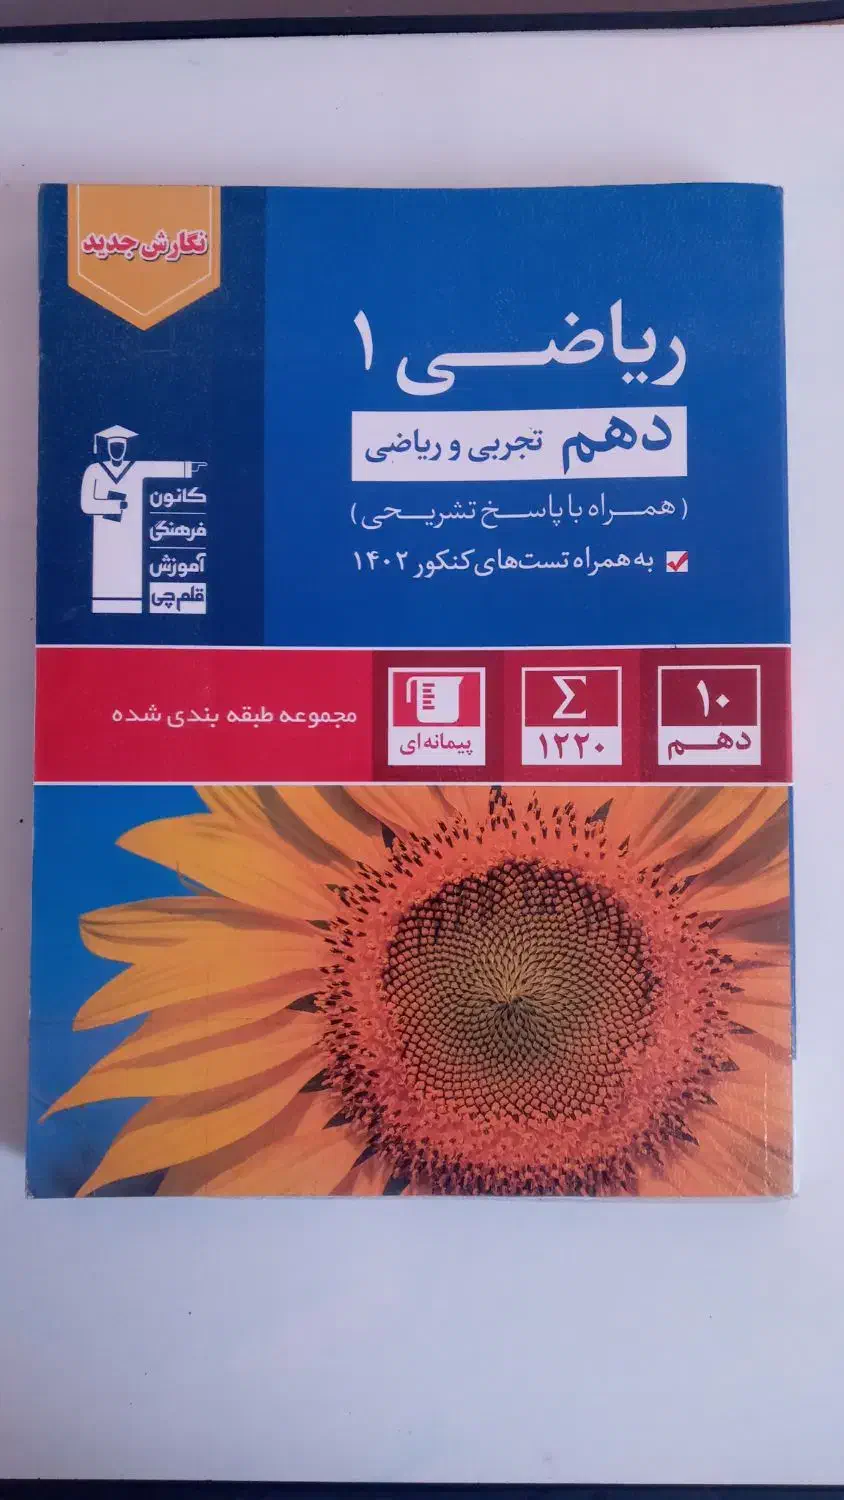 نگارش جدید
ریاضی ۱
دهم تجربی و ریاضی
(همراه با پاسخ تشریحی)
به همراه تست‌های کنکور ۱۴۰۲
کانون
فرهنگی
آموزش
قلم‌چی
۱۰
دهم
Σ
۱۲۲۰
پیمانه‌ای
مجموعه طبقه بندی شده